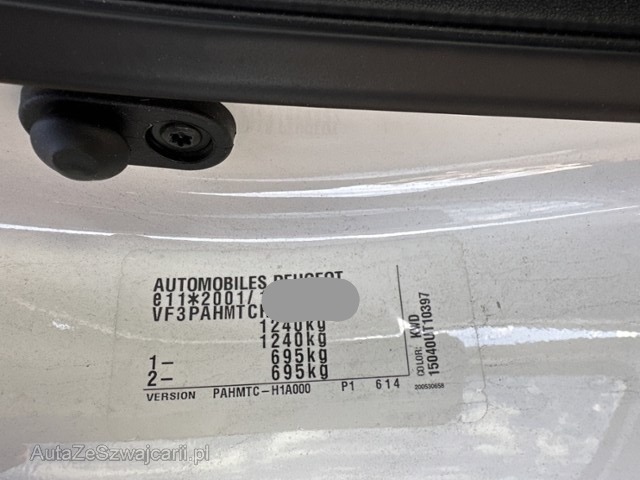 AUTOMOBILES PEUGEOT
e11*2001/
VF3PAHMTC
1240kg
1240kg
1- 695kg
2- 695kg
VERSION PAHMTC-H1A000 P1 614
COLOR: KWD
15040UT10397
200530658
AutaZeSzwajcarii.pl